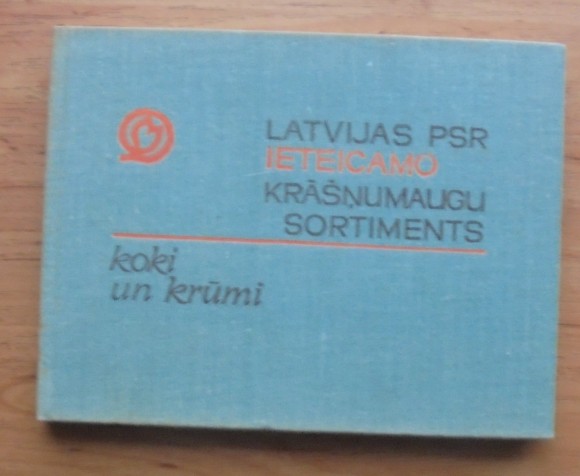 LATVIJAS PSR
IETEICAMO
KRĀŠŅUMAUGU
SORTIMENTS
koki
un krūmi